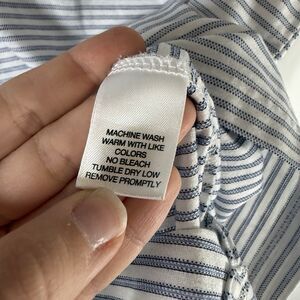 MACHINE WASH
WARM WITH LIKE
COLORS
NO BLEACH
TUMBLE DRY LOW
REMOVE PROMPTLY